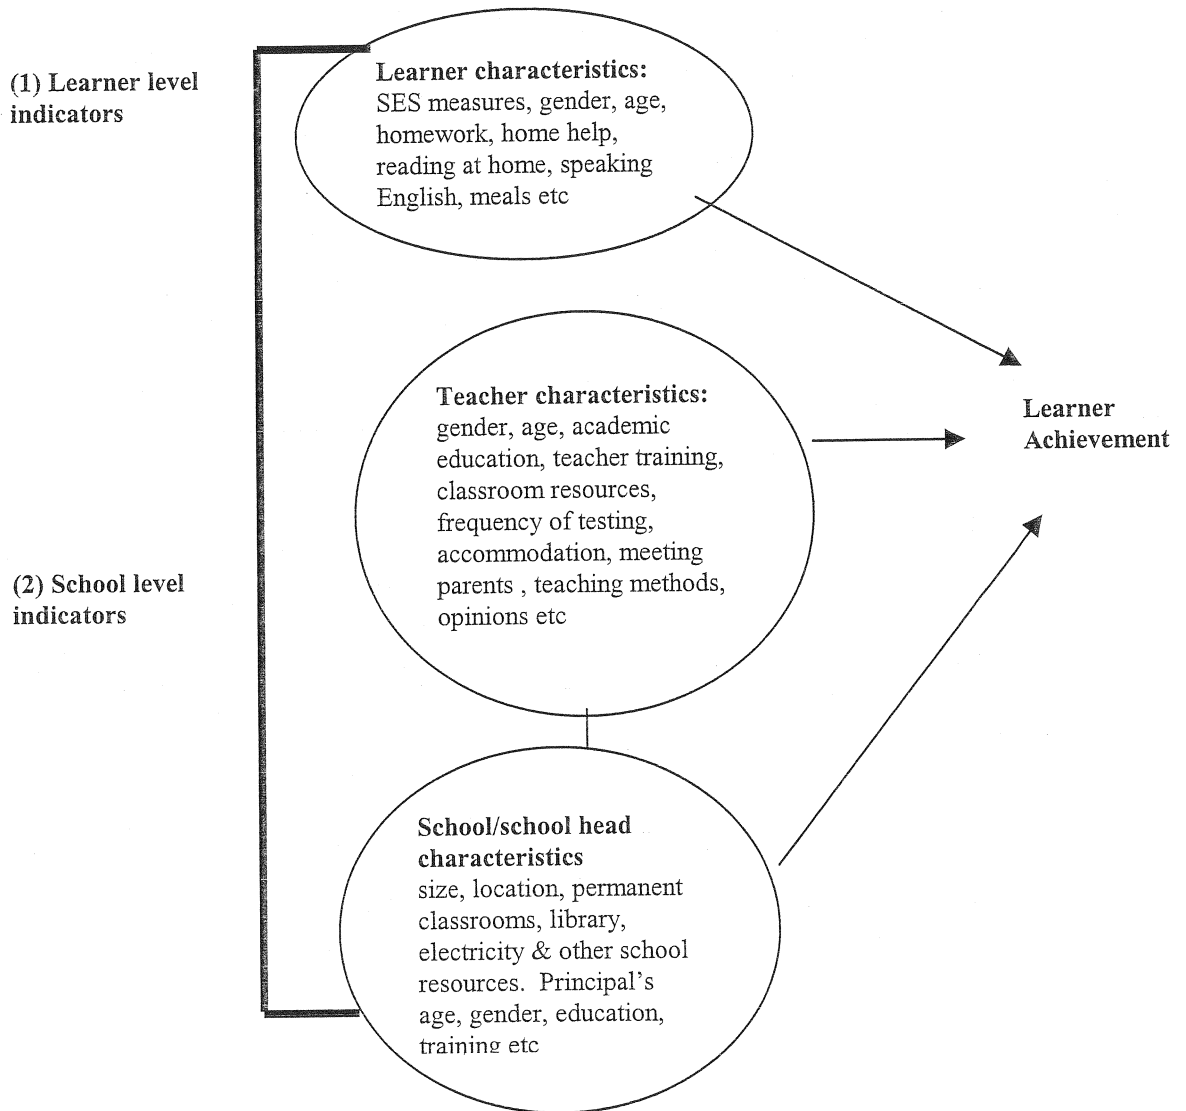 (1) Learner level
indicators
Learner characteristics:
SES measures, gender, age,
homework, home help,
reading at home, speaking
English, meals etc
Teacher characteristics:
gender, age, academic
education, teacher training,
classroom resources,
frequency of testing,
accommodation, meeting
parents , teaching methods,
opinions etc
Learner
Achievement
(2) School level
indicators
School/school head
characteristics
size, location, permanent
classrooms, library,
electricity & other school
resources. Principal's
age, gender, education,
training etc